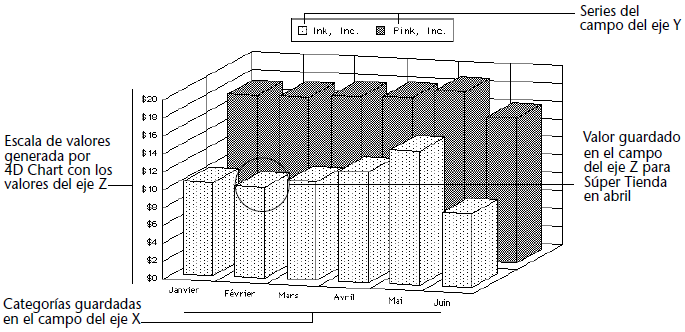 Series del
campo del eje Y
Ink, Inc. Pink, Inc.
$20
$18
$16
$14
$12
$10
$8
$6
$4
$2
$0
Escala de valores
generada por
4D Chart con los
valores del eje Z
Valor guardado
en el campo
del eje Z para
Súper Tienda
en abril
Janvier Février Mars Avril Mai Juin
Categorías guardadas
en el campo del eje X